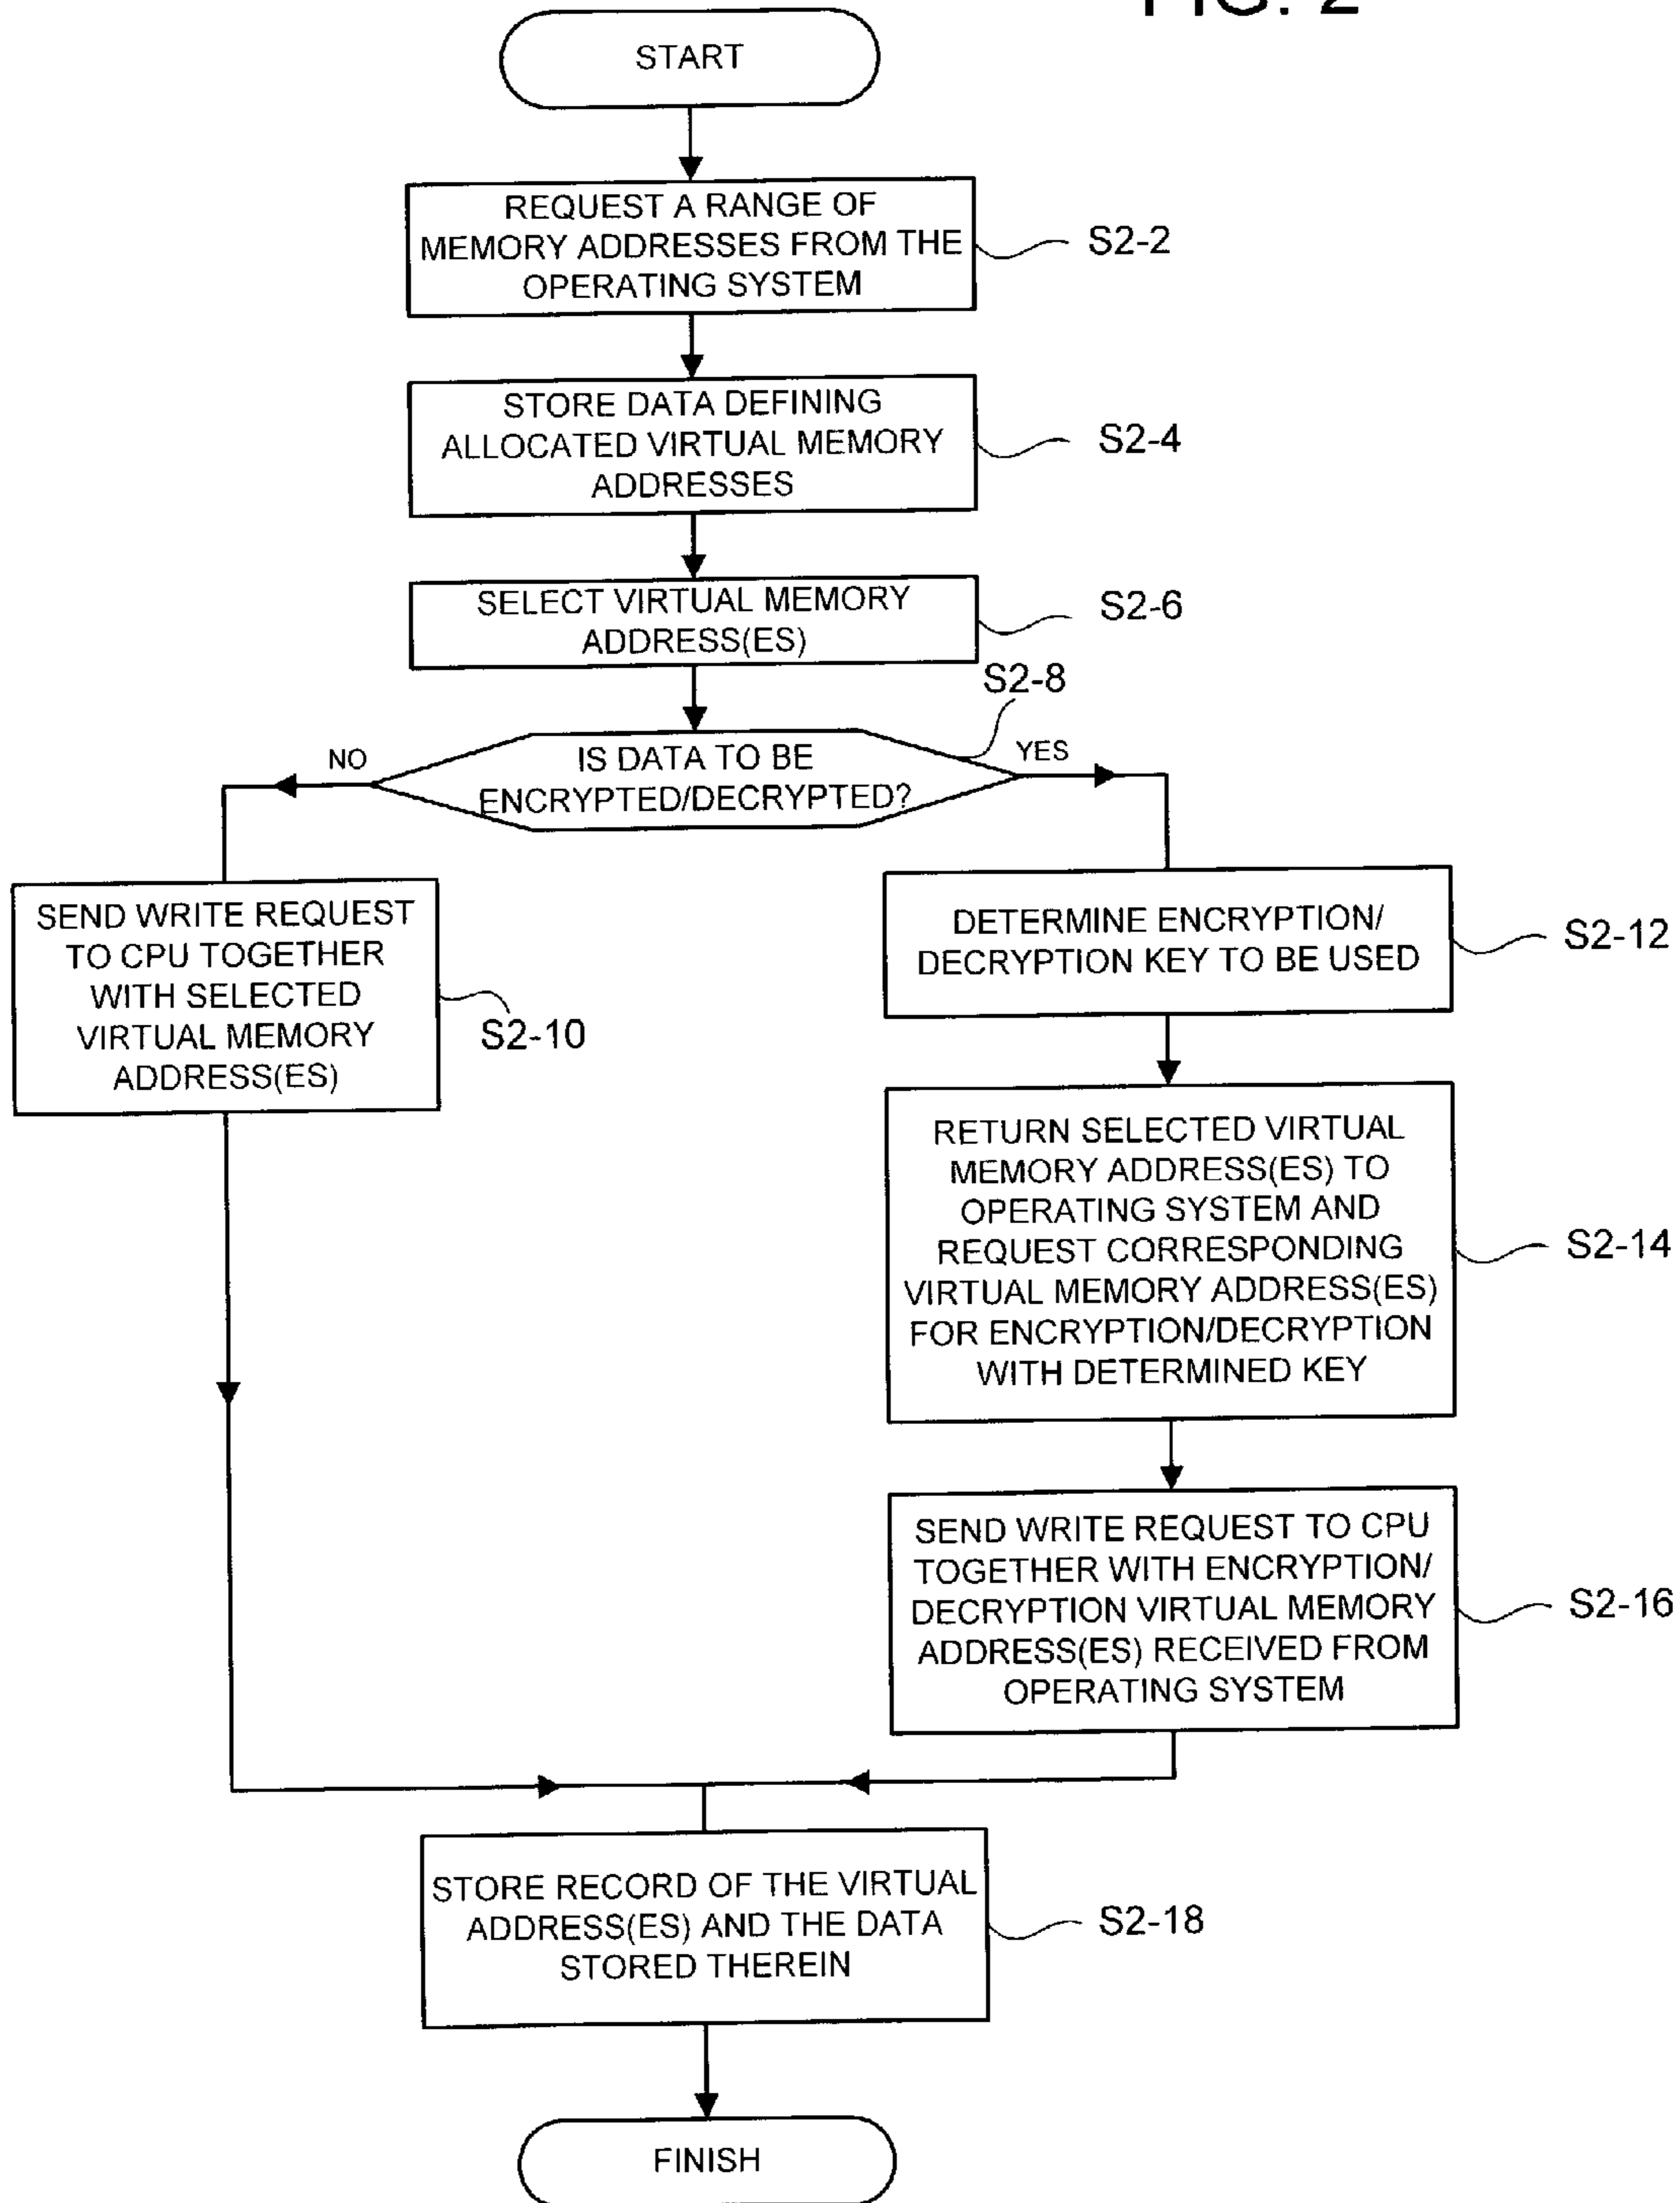 FIG. 2
START
REQUEST A RANGE OF
MEMORY ADDRESSES FROM THE
OPERATING SYSTEM
S2-2
STORE DATA DEFINING
ALLOCATED VIRTUAL MEMORY
ADDRESSES
S2-4
SELECT VIRTUAL MEMORY
ADDRESS(ES)
S2-6
S2-8
NO
IS DATA TO BE
ENCRYPTED/DECRYPTED?
YES
SEND WRITE REQUEST
TO CPU TOGETHER
WITH SELECTED
VIRTUAL MEMORY
ADDRESS(ES)
S2-10
DETERMINE ENCRYPTION/
DECRYPTION KEY TO BE USED
S2-12
RETURN SELECTED VIRTUAL
MEMORY ADDRESS(ES) TO
OPERATING SYSTEM AND
REQUEST CORRESPONDING
VIRTUAL MEMORY ADDRESS(ES)
FOR ENCRYPTION/DECRYPTION
WITH DETERMINED KEY
S2-14
SEND WRITE REQUEST TO CPU
TOGETHER WITH ENCRYPTION/
DECRYPTION VIRTUAL MEMORY
ADDRESS(ES) RECEIVED FROM
OPERATING SYSTEM
S2-16
STORE RECORD OF THE VIRTUAL
ADDRESS(ES) AND THE DATA
STORED THEREIN
S2-18
FINISH